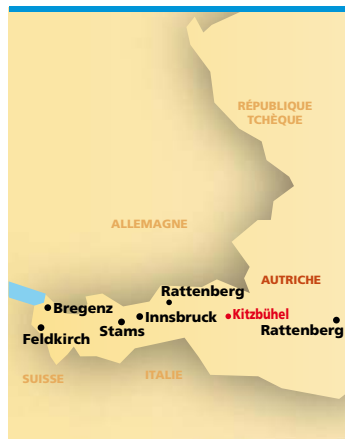 RÉPUBLIQUE
TCHÈQUE
ALLEMAGNE
AUTRICHE
Rattenberg
Bregenz
Innsbruck
Kitzbühel
Stams
Rattenberg
Feldkirch
ITALIE
SUISSE